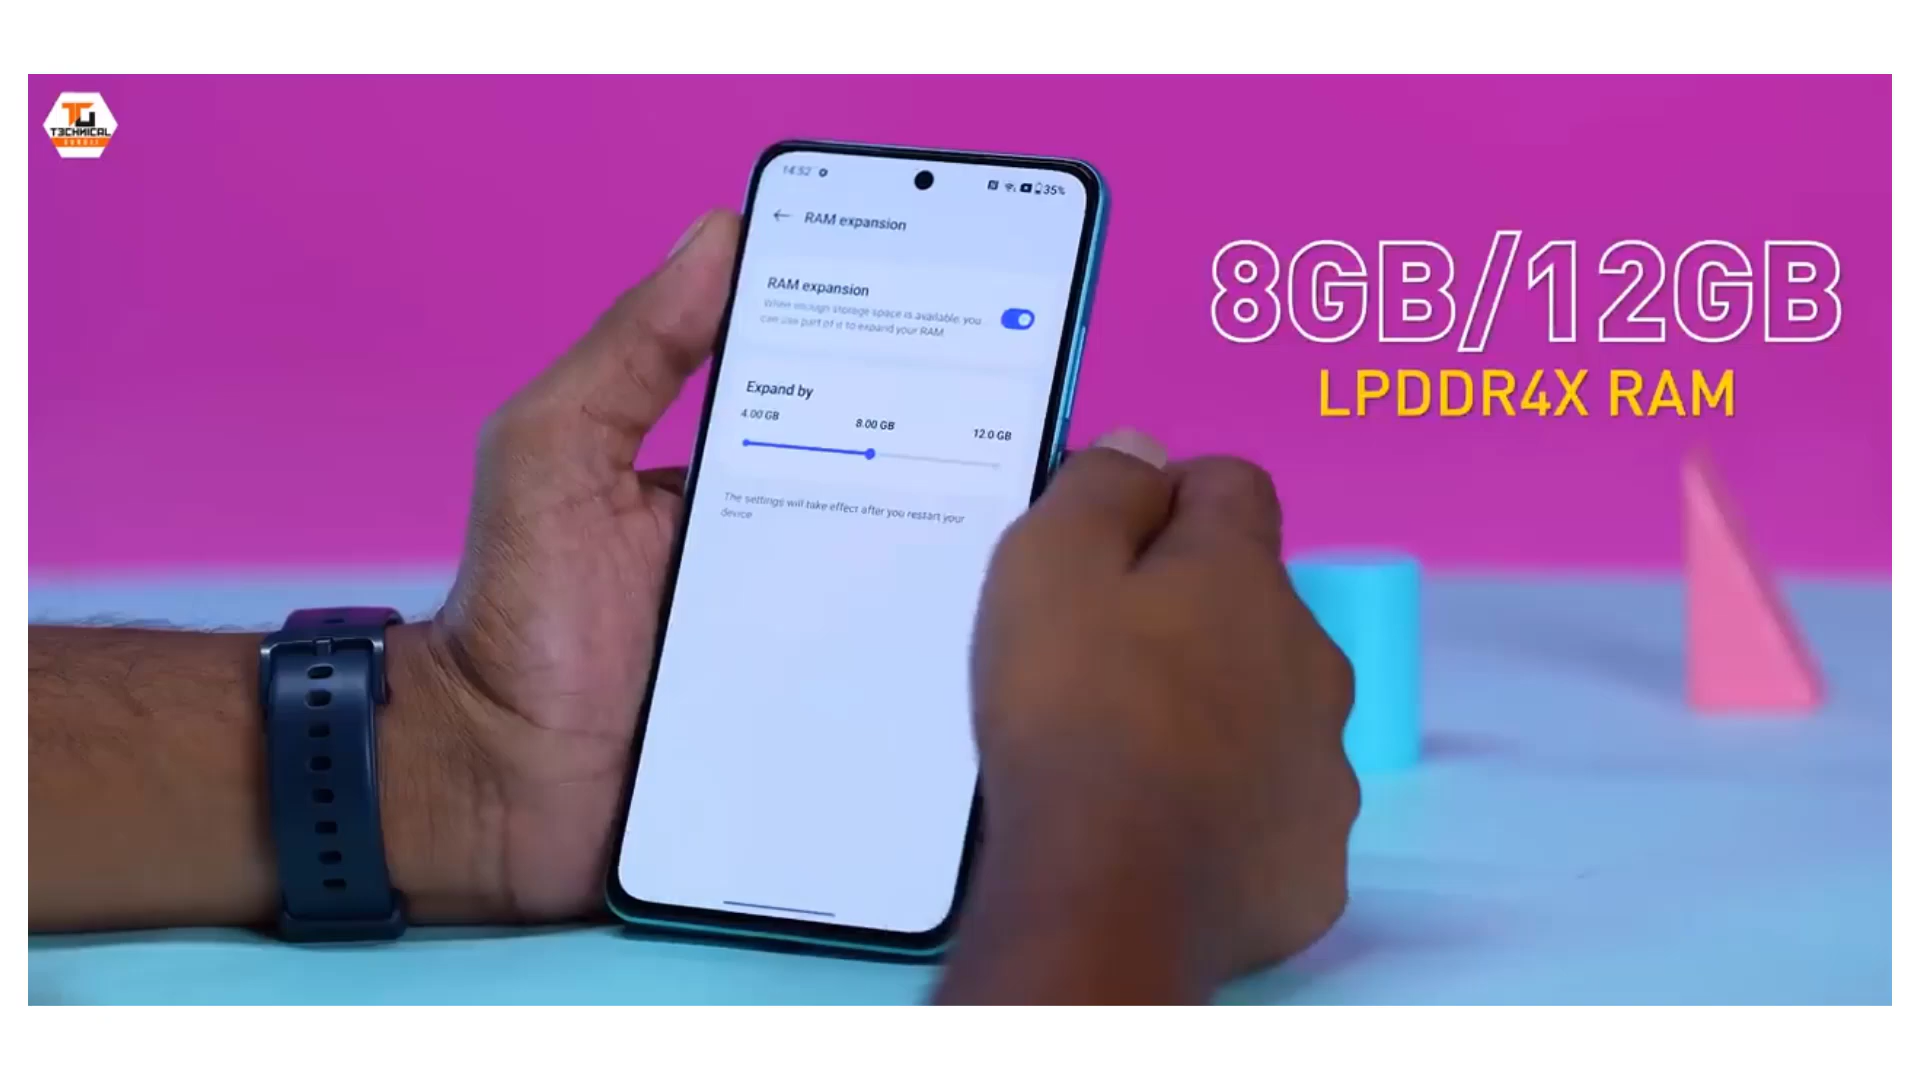 TG
T3CHNICAL
GURUJI
14:52
35%
RAM expansion
RAM expansion
When enough storage space is available, you
can use part of it to expand your RAM
Expand by
4.00 GB 8.00 GB 12.0 GB
The settings will take effect after you restart your
device
8GB/12GB
LPDDR4X RAM